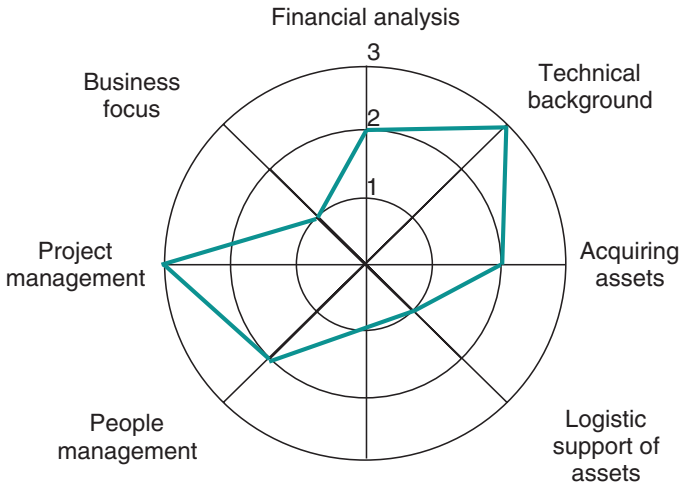 Financial analysis
3
Technical
background
Business
focus
2
1
Project
management
Acquiring
assets
People
management
Logistic
support of
assets